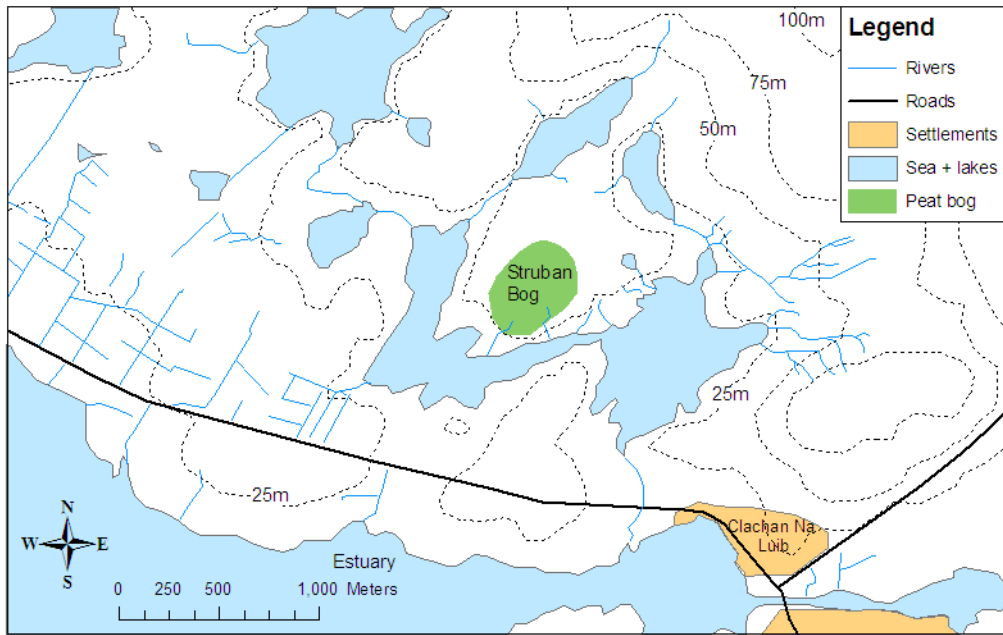 100m
Legend
75m
Rivers
50m
Roads
Settlements
Sea + lakes
Peat bog
Struban
Bog
25m
25m
Clachan Na
Luib
N
W E
S
Estuary
0 250 500 1,000 Meters